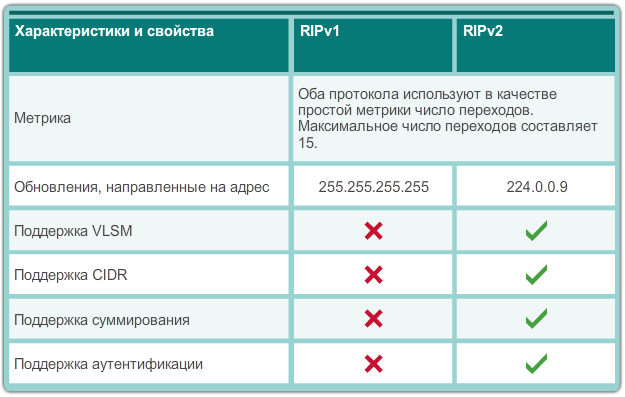 Характеристики и свойства RIPv1 RIPv2
Метрика
Оба протокола используют в качестве
простой метрики число переходов.
Максимальное число переходов составляет
15.
Обновления, направленные на адрес 255.255.255.255 224.0.0.9
Поддержка VLSM
Поддержка CIDR
Поддержка суммирования
Поддержка аутентификации